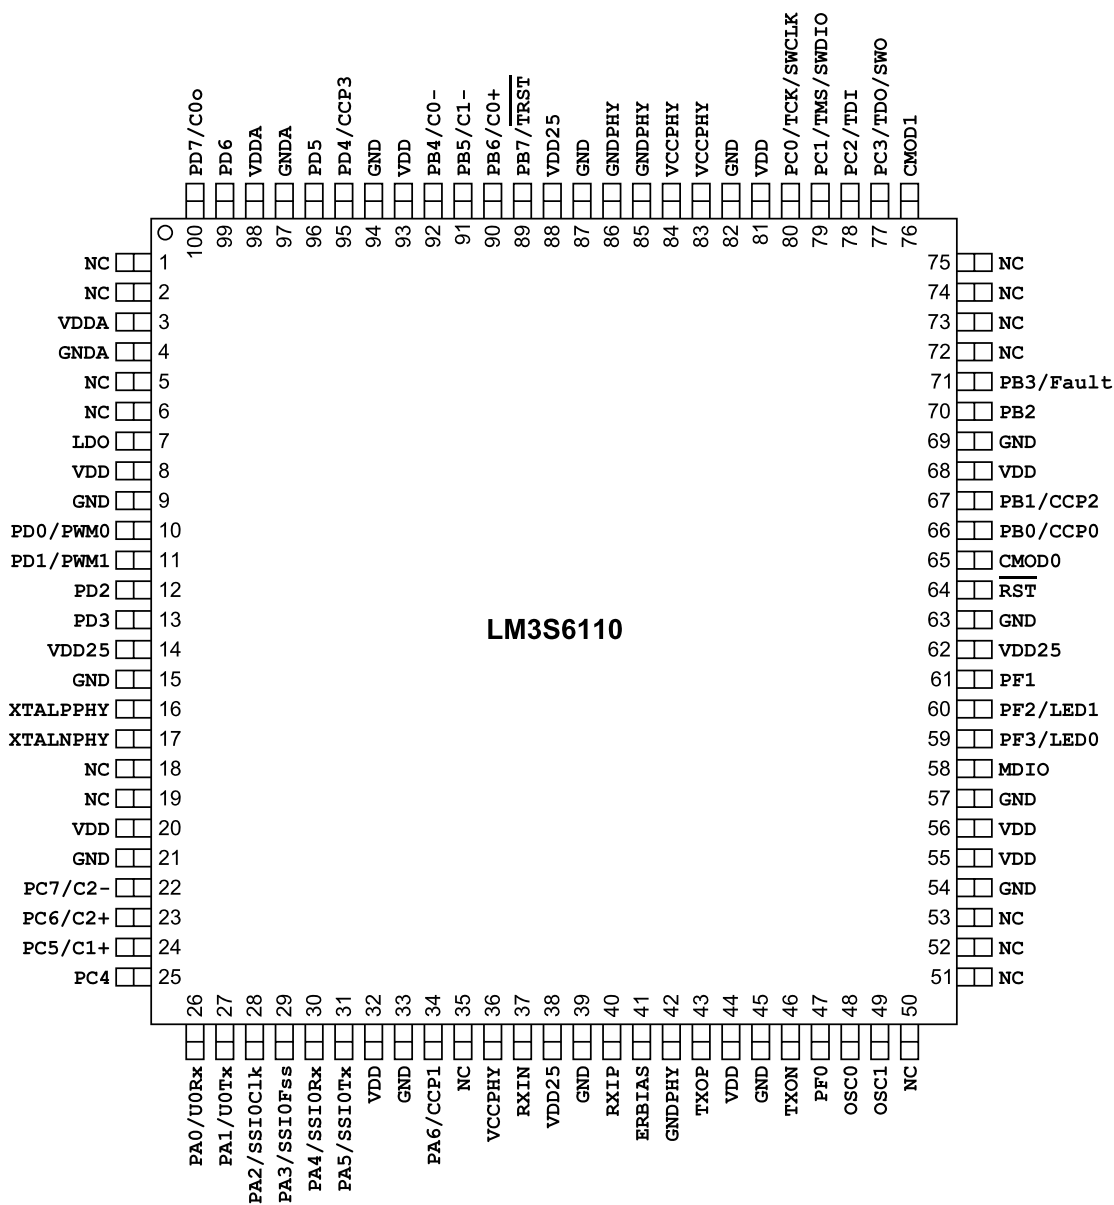 PD7/C0o
PD6
VDDA
GNDA
PD5
PD4/CCP3
GND
VDD
PB4/C0-
PB5/C1-
PB6/C0+
PB7/TRST
VDD25
GND
GNDPHY
GNDPHY
VCCPHY
VCCPHY
GND
VDD
PC0/TCK/SWCLK
PC1/TMS/SWDIO
PC2/TDI
PC3/TDO/SWO
CMOD1
100 99 98 97 96 95 94 93 92 91 90 89 88 87 86 85 84 83 82 81 80 79 78 77 76
NC 1 75 NC
NC 2 74 NC
VDDA 3 73 NC
GNDA 4 72 NC
NC 5 71 PB3/Fault
NC 6 70 PB2
LDO 7 69 GND
VDD 8 68 VDD
GND 9 67 PB1/CCP2
PD0/PWM0 10 66 PB0/CCP0
PD1/PWM1 11 65 CMOD0
PD2 12 64 RST
PD3 13 63 GND
LM3S6110
VDD25 14 62 VDD25
GND 15 61 PF1
XTALPPHY 16 60 PF2/LED1
XTALNPHY 17 59 PF3/LED0
NC 18 58 MDIO
NC 19 57 GND
VDD 20 56 VDD
GND 21 55 VDD
PC7/C2- 22 54 GND
PC6/C2+ 23 53 NC
PC5/C1+ 24 52 NC
PC4 25 51 NC
26 27 28 29 30 31 32 33 34 35 36 37 38 39 40 41 42 43 44 45 46 47 48 49 50
PA0/U0Rx
PA1/U0Tx
PA2/SSI0Clk
PA3/SSI0Fss
PA4/SSI0Rx
PA5/SSI0Tx
VDD
GND
PA6/CCP1
NC
VCCPHY
RXIN
VDD25
GND
RXIP
ERBIAS
GNDPHY
TXOP
VDD
GND
TXON
PF0
OSC0
OSC1
NC